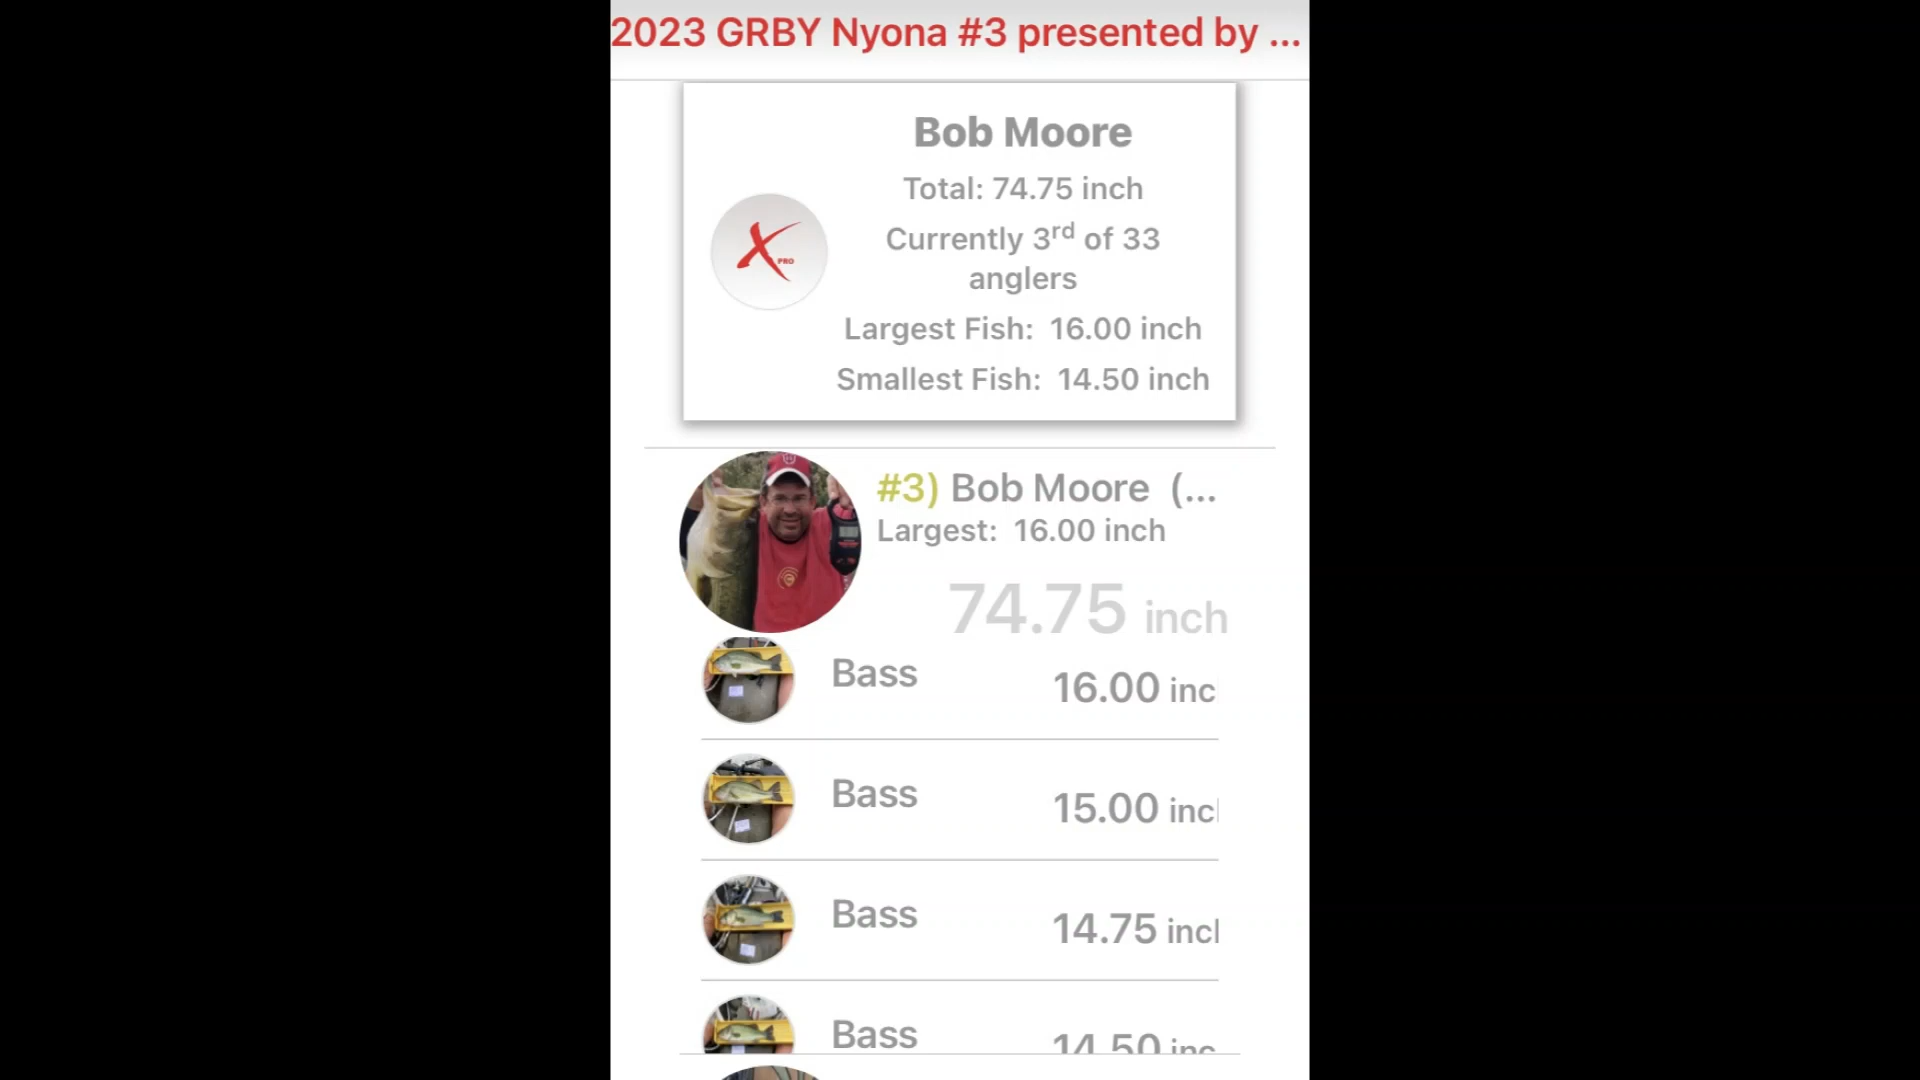 2023 GRBY Nyona #3 presented by ...
Bob Moore
Total: 74.75 inch
Currently 3rd of 33
anglers
Largest Fish: 16.00 inch
Smallest Fish: 14.50 inch
X PRO
#3) Bob Moore (...
Largest: 16.00 inch
74.75 inch
Bass 16.00 inc
Bass 15.00 incl
Bass 14.75 incl
Bass 14.50 inc